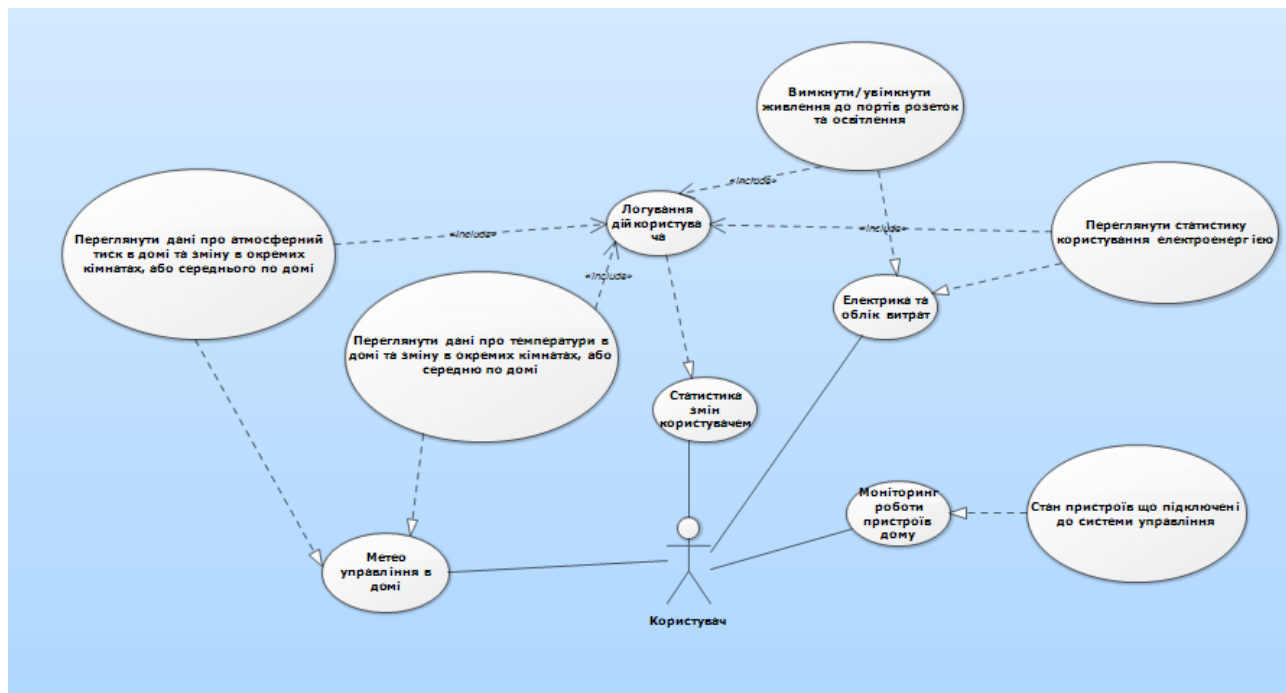 Вимкнути/увімкнути
живлення до портів розеток
та освітлення
«include»
Логування
дій користува
ча
«include»
«include»
«include»
Переглянути дані про атмосферний
тиск в домі та зміну в окремих
кімнатах, або середнього по домі
Переглянути статистику
користування електроенергією
Електрика та
облік витрат
Переглянути дані про температури в
домі та зміну в окремих кімнатах, або
середню по домі
Статистика
змін
користувачем
Моніторинг
роботи
пристроїв
дому
Стан пристроїв що підключені
до системи управління
Метео
управління в
домі
Користувач